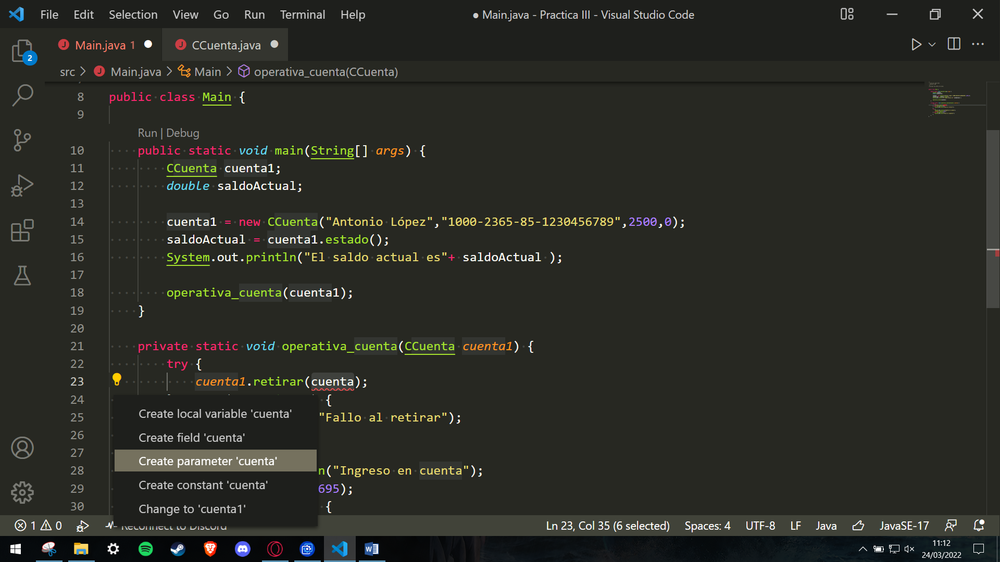 File Edit Selection View Go Run Terminal Help
● Main.java - Practica III - Visual Studio Code
Main.java 1
CCuenta.java
2
src > Main.java > Main > operativa_cuenta(CCuenta)
8 public class Main {
9
Run | Debug
10 public static void main(String[] args) {
11 CCuenta cuenta1;
12 double saldoActual;
13
14 cuenta1 = new CCuenta("Antonio López","1000-2365-85-1230456789",2500,0);
15 saldoActual = cuenta1.estado();
16 System.out.println("El saldo actual es"+ saldoActual );
17
18 operativa_cuenta(cuenta1);
19 }
20
21 private static void operativa_cuenta(CCuenta cuenta1) {
22 try {
23 cuenta1.retirar(cuenta);
24 {
25 "Fallo al retirar");
26
27
28 n("Ingreso en cuenta");
29 695);
30 {
Create local variable 'cuenta'
Create field 'cuenta'
Create parameter 'cuenta'
Create constant 'cuenta'
Change to 'cuenta1'
1 0 Reconnect to Discord
Ln 23, Col 35 (6 selected) Spaces: 4 UTF-8 LF Java JavaSE-17
11:12
24/03/2022